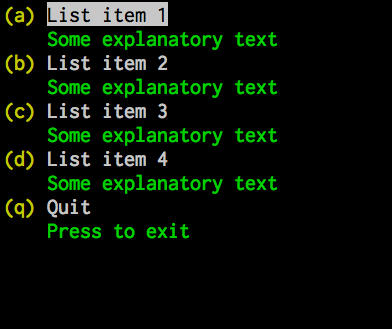 (a) List item 1
Some explanatory text
(b) List item 2
Some explanatory text
(c) List item 3
Some explanatory text
(d) List item 4
Some explanatory text
(q) Quit
Press to exit